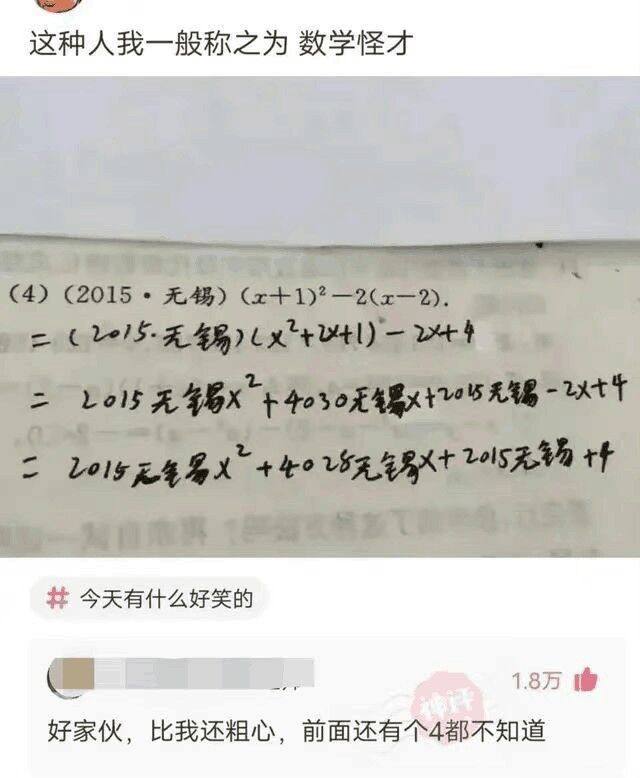 这种人我一般称之为 数学怪才
(4)(2015·无锡)(x+1)²-2(x-2).
=(2015·无锡)(x²+2x+1)-2x+4
= 2015无锡x²+4030无锡x+2015无锡-2x+4
= 2015无锡x²+4028无锡x+2015无锡+4
# 今天有什么好笑的
1.8万
神评
好家伙，比我还粗心，前面还有个4都不知道